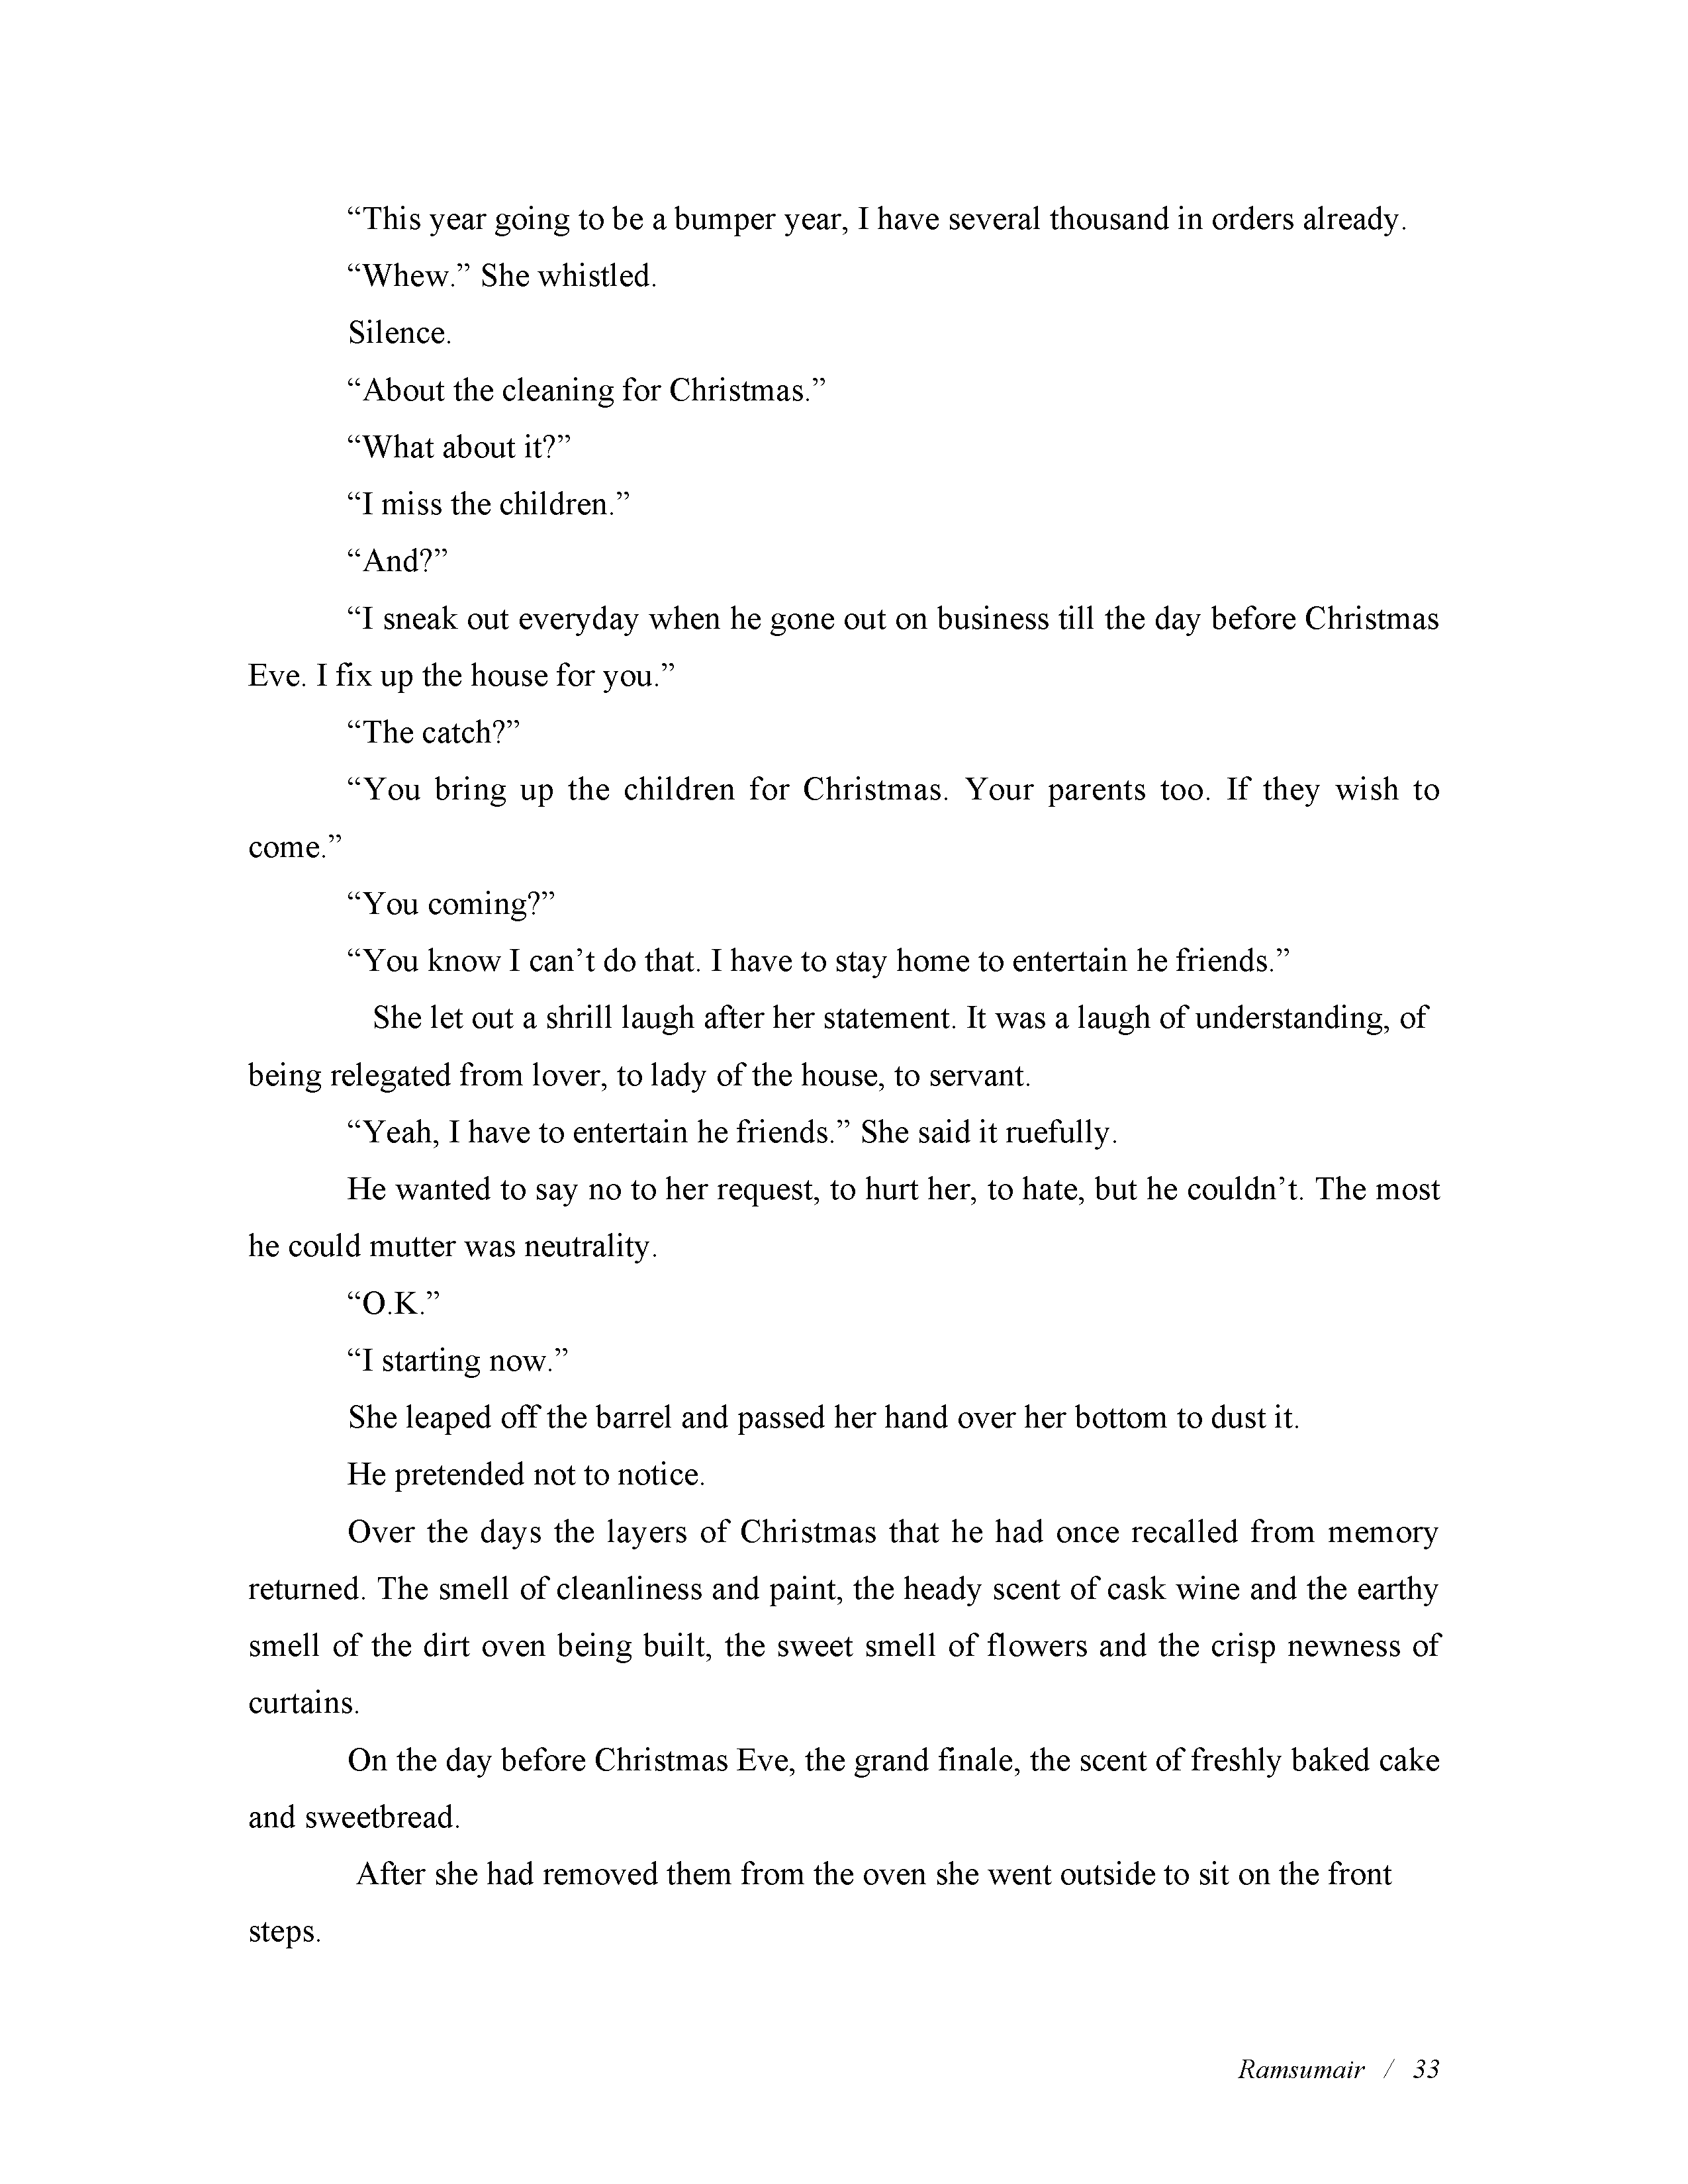 “This year going to be a bumper year, I have several thousand in orders already.
“Whew.” She whistled.
Silence.
“About the cleaning for Christmas.”
“What about it?”
“I miss the children.”
“And?”
“I sneak out everyday when he gone out on business till the day before Christmas
Eve. I fix up the house for you.”
“The catch?”
“You bring up the children for Christmas. Your parents too. If they wish to
come.”
“You coming?”
“You know I can’t do that. I have to stay home to entertain he friends.”
She let out a shrill laugh after her statement. It was a laugh of understanding, of
being relegated from lover, to lady of the house, to servant.
“Yeah, I have to entertain he friends.” She said it ruefully.
He wanted to say no to her request, to hurt her, to hate, but he couldn’t. The most
he could mutter was neutrality.
“O.K.”
“I starting now.”
She leaped off the barrel and passed her hand over her bottom to dust it.
He pretended not to notice.
Over the days the layers of Christmas that he had once recalled from memory
returned. The smell of cleanliness and paint, the heady scent of cask wine and the earthy
smell of the dirt oven being built, the sweet smell of flowers and the crisp newness of
curtains.
On the day before Christmas Eve, the grand finale, the scent of freshly baked cake
and sweetbread.
After she had removed them from the oven she went outside to sit on the front
steps.
Ramsumair / 33